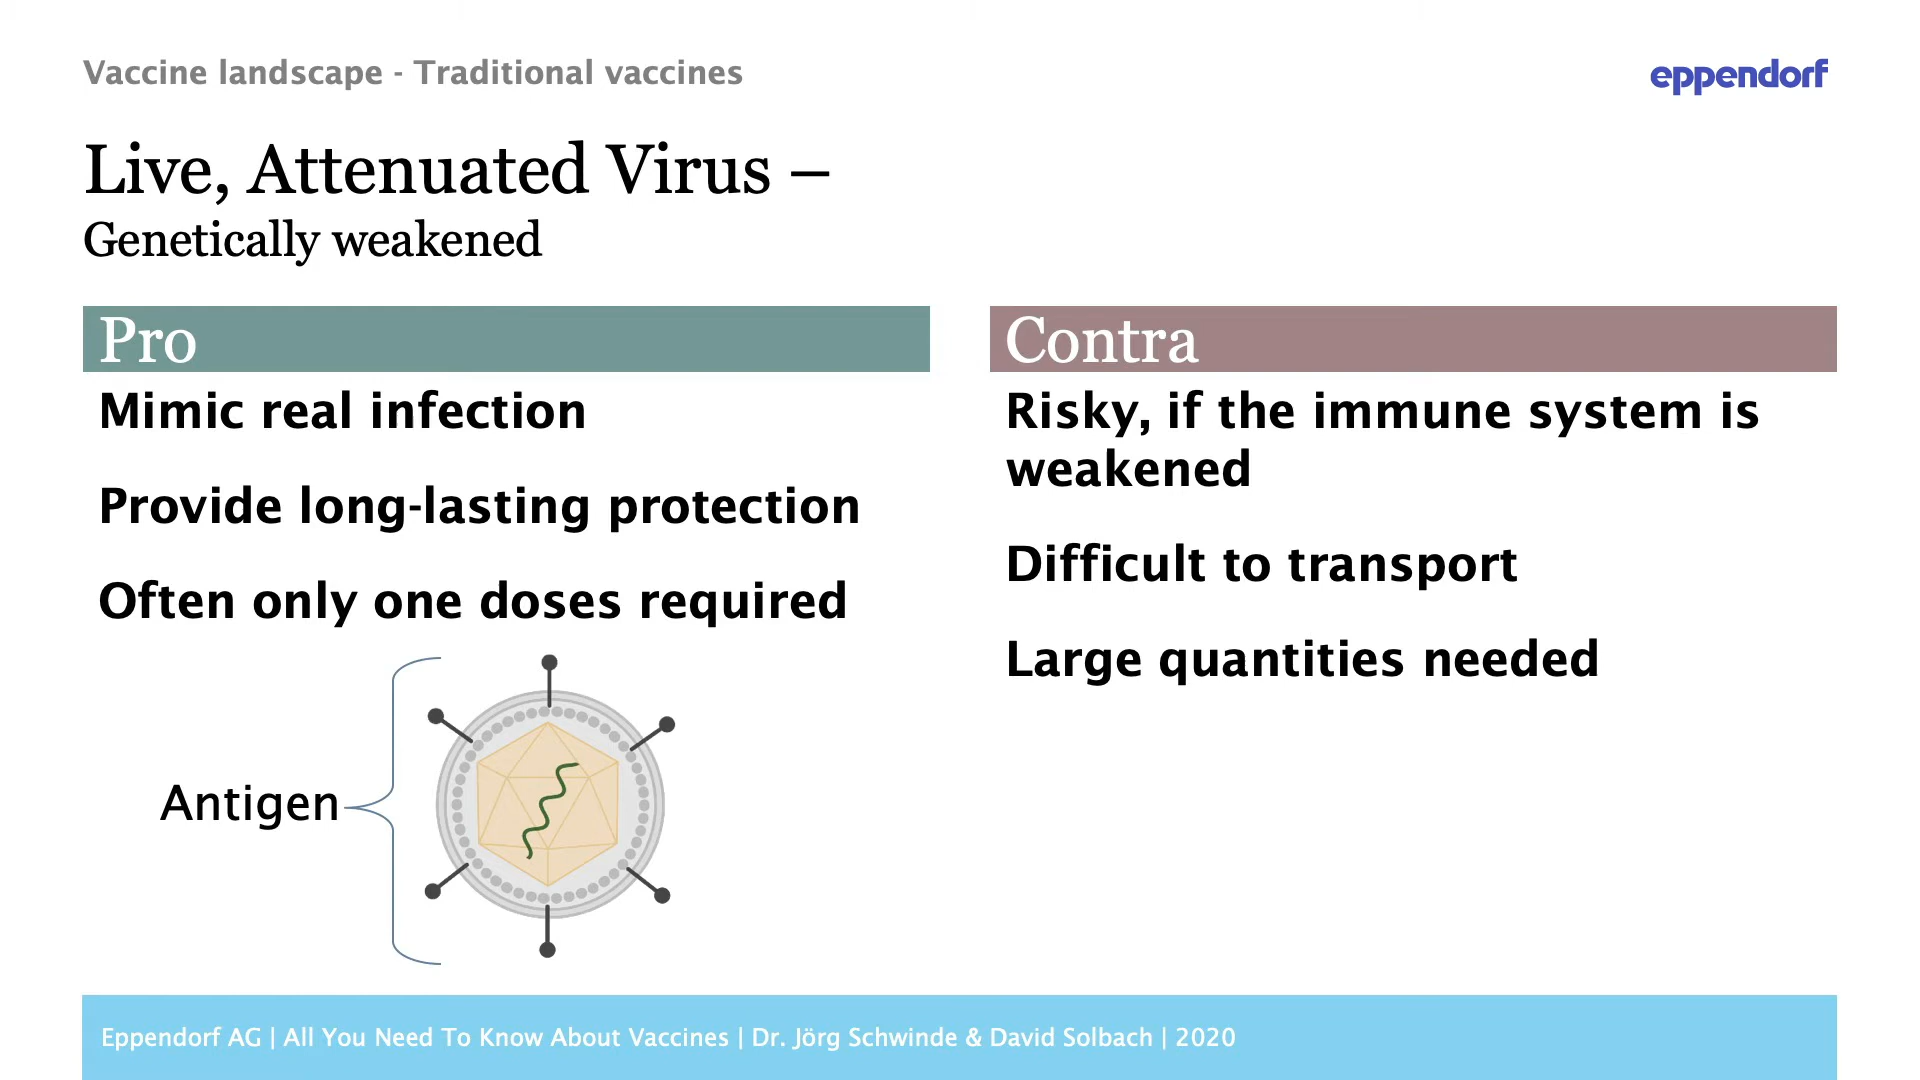 Vaccine landscape - Traditional vaccines
eppendorf
Live, Attenuated Virus –
Genetically weakened
Pro
Mimic real infection
Provide long-lasting protection
Often only one doses required
Antigen
Contra
Risky, if the immune system is
weakened
Difficult to transport
Large quantities needed
Eppendorf AG | All You Need To Know About Vaccines | Dr. Jörg Schwinde & David Solbach | 2020